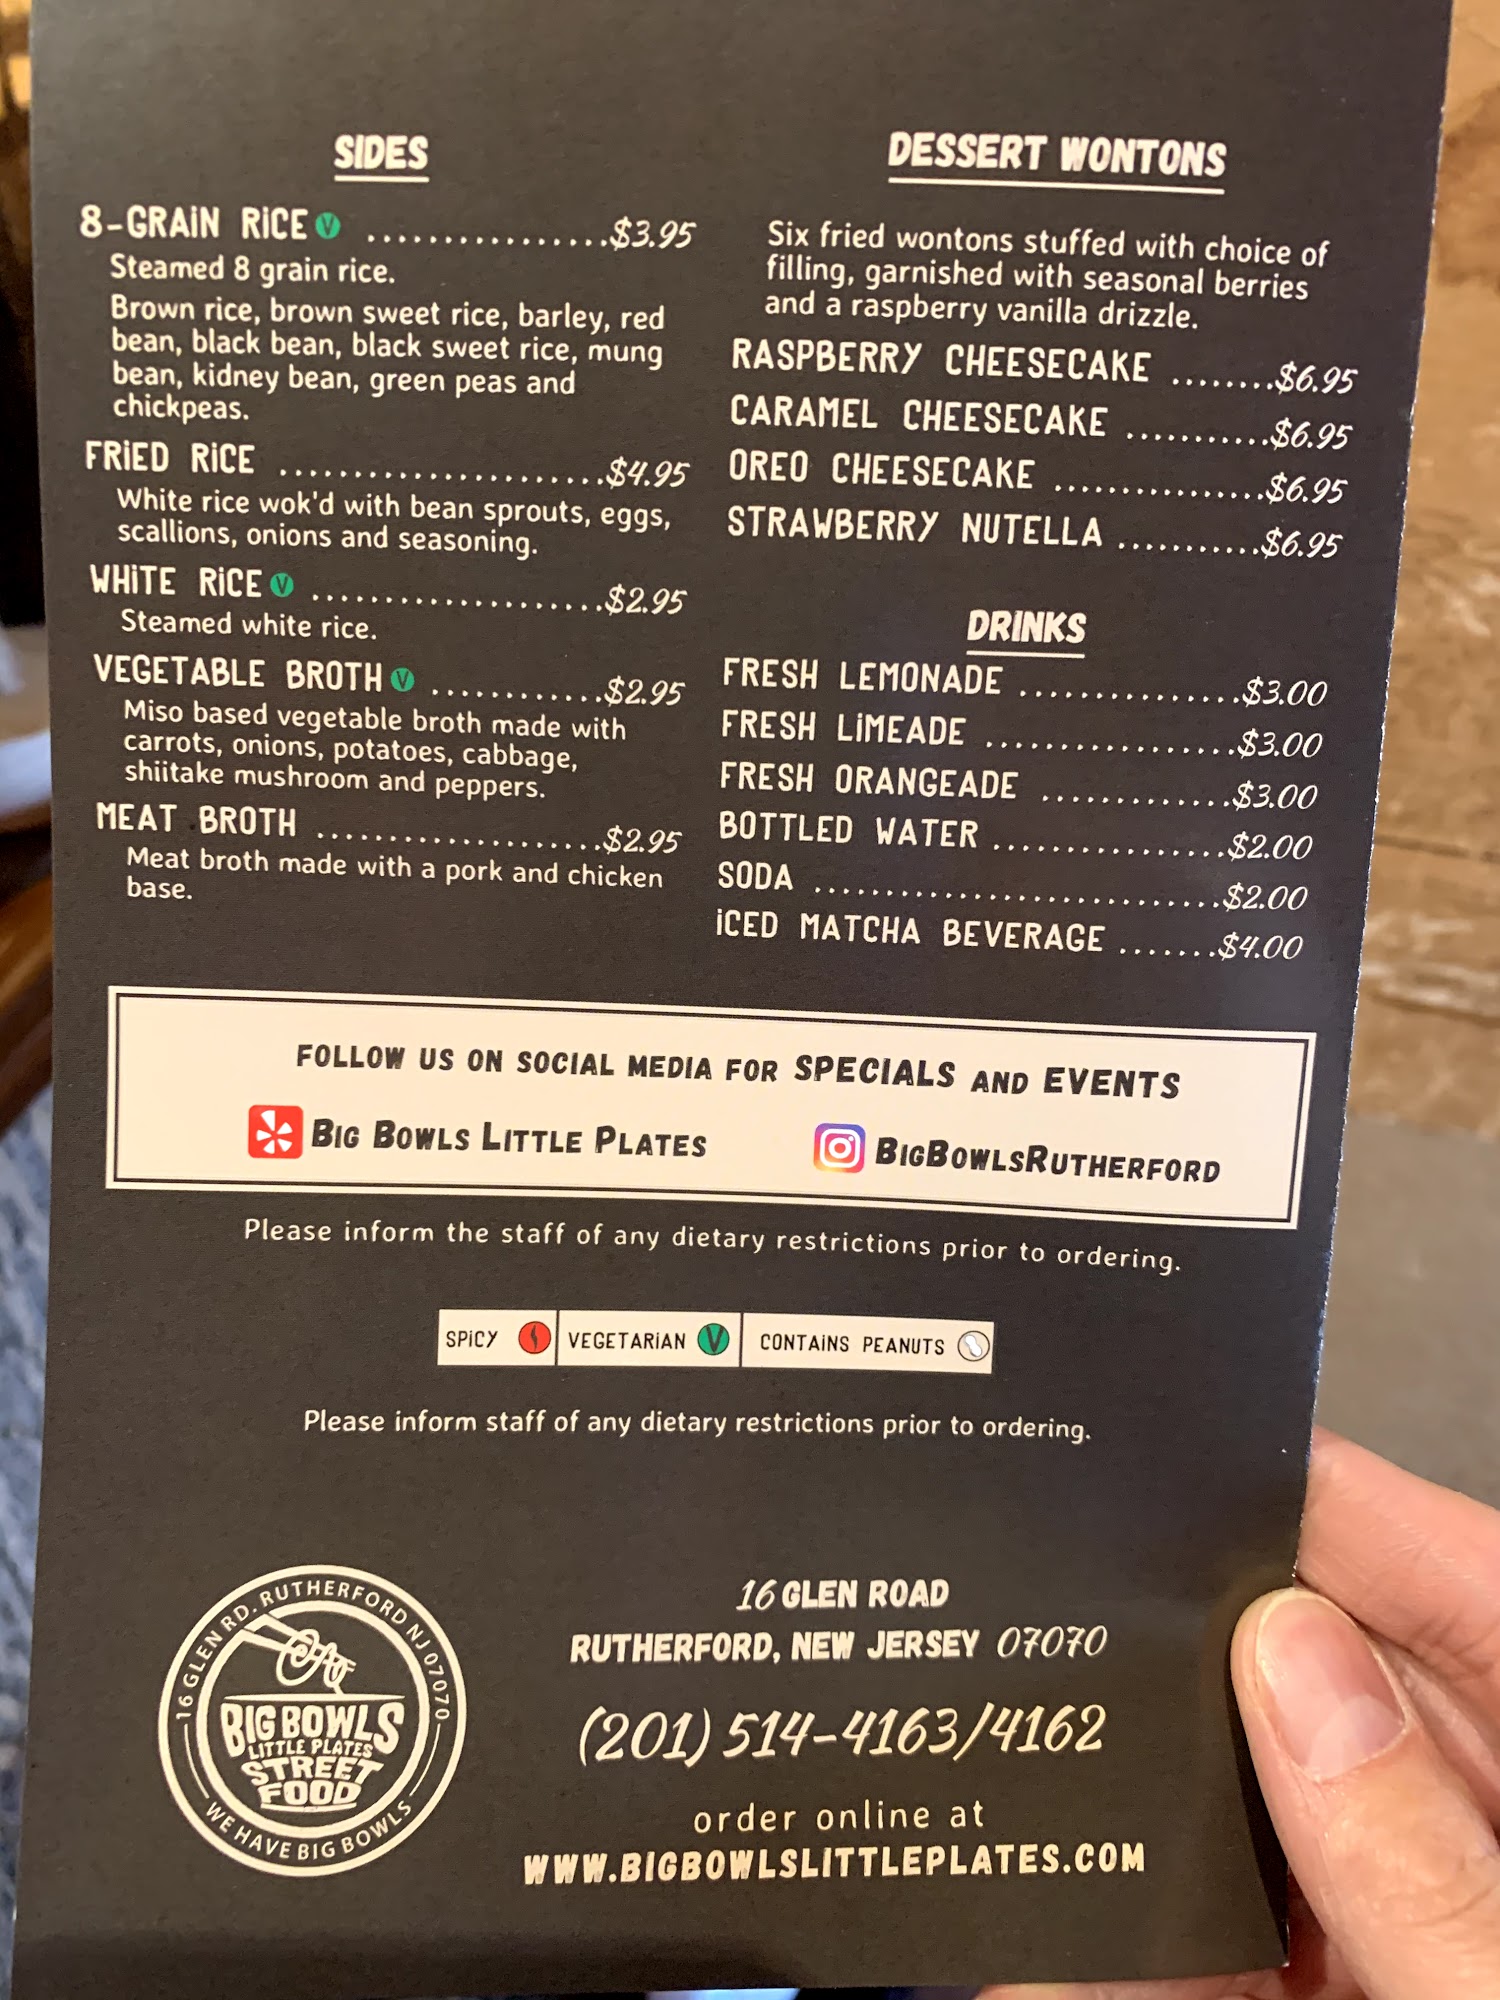 SIDES
8-GRAIN RICE V ................$3.95
Steamed 8 grain rice.
Brown rice, brown sweet rice, barley, red
bean, black bean, black sweet rice, mung
bean, kidney bean, green peas and
chickpeas.
FRIED RICE ......................$4.95
White rice wok'd with bean sprouts, eggs,
scallions, onions and seasoning.
WHITE RICE V ...................$2.95
Steamed white rice.
VEGETABLE BROTH V ............$2.95
Miso based vegetable broth made with
carrots, onions, potatoes, cabbage,
shiitake mushroom and peppers.
MEAT BROTH ...................$2.95
Meat broth made with a pork and chicken
base.
DESSERT WONTONS
Six fried wontons stuffed with choice of
filling, garnished with seasonal berries
and a raspberry vanilla drizzle.
RASPBERRY CHEESECAKE ........$6.95
CARAMEL CHEESECAKE ...........$6.95
OREO CHEESECAKE ................$6.95
STRAWBERRY NUTELLA ...........$6.95
DRINKS
FRESH LEMONADE ................$3.00
FRESH LIMEADE ..................$3.00
FRESH ORANGEADE .............$3.00
BOTTLED WATER ................$2.00
SODA .............................$2.00
ICED MATCHA BEVERAGE .......$4.00
FOLLOW US ON SOCIAL MEDIA FOR SPECIALS AND EVENTS
BIG BOWLS LITTLE PLATES BIGBOWLSRUTHERFORD
Please inform the staff of any dietary restrictions prior to ordering.
SPICY VEGETARIAN V CONTAINS PEANUTS
Please inform staff of any dietary restrictions prior to ordering.
16 GLEN RD. RUTHERFORD NJ 07070
BIG BOWLS
LITTLE PLATES
STREET
FOOD
WE HAVE BIG BOWLS
16 GLEN ROAD
RUTHERFORD, NEW JERSEY 07070
(201) 514-4163/4162
order online at
WWW.BIGBOWLSLITTLEPLATES.COM